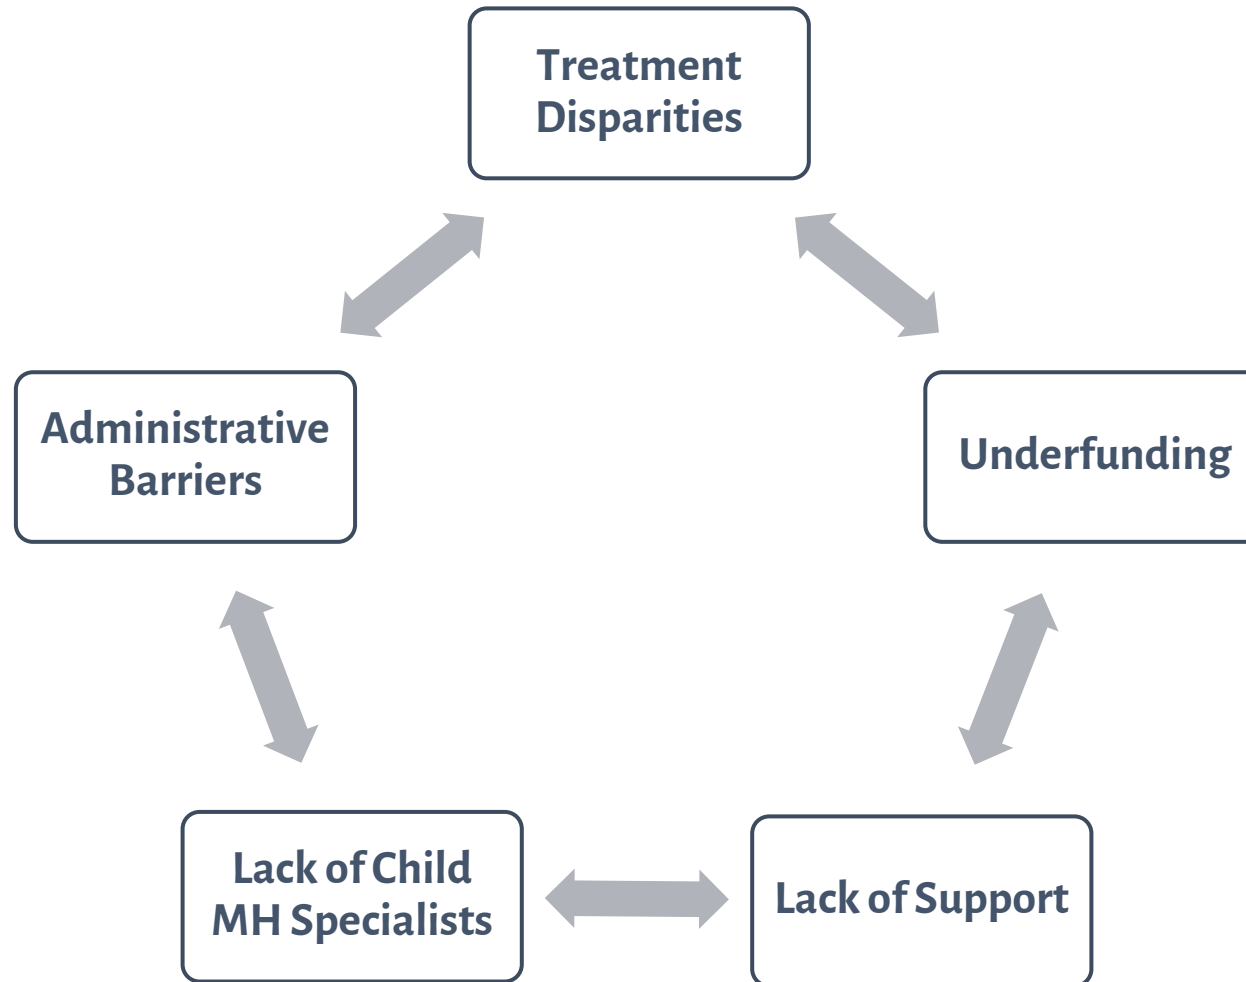 Treatment
Disparities
Administrative
Barriers
Underfunding
Lack of Child
MH Specialists
Lack of Support